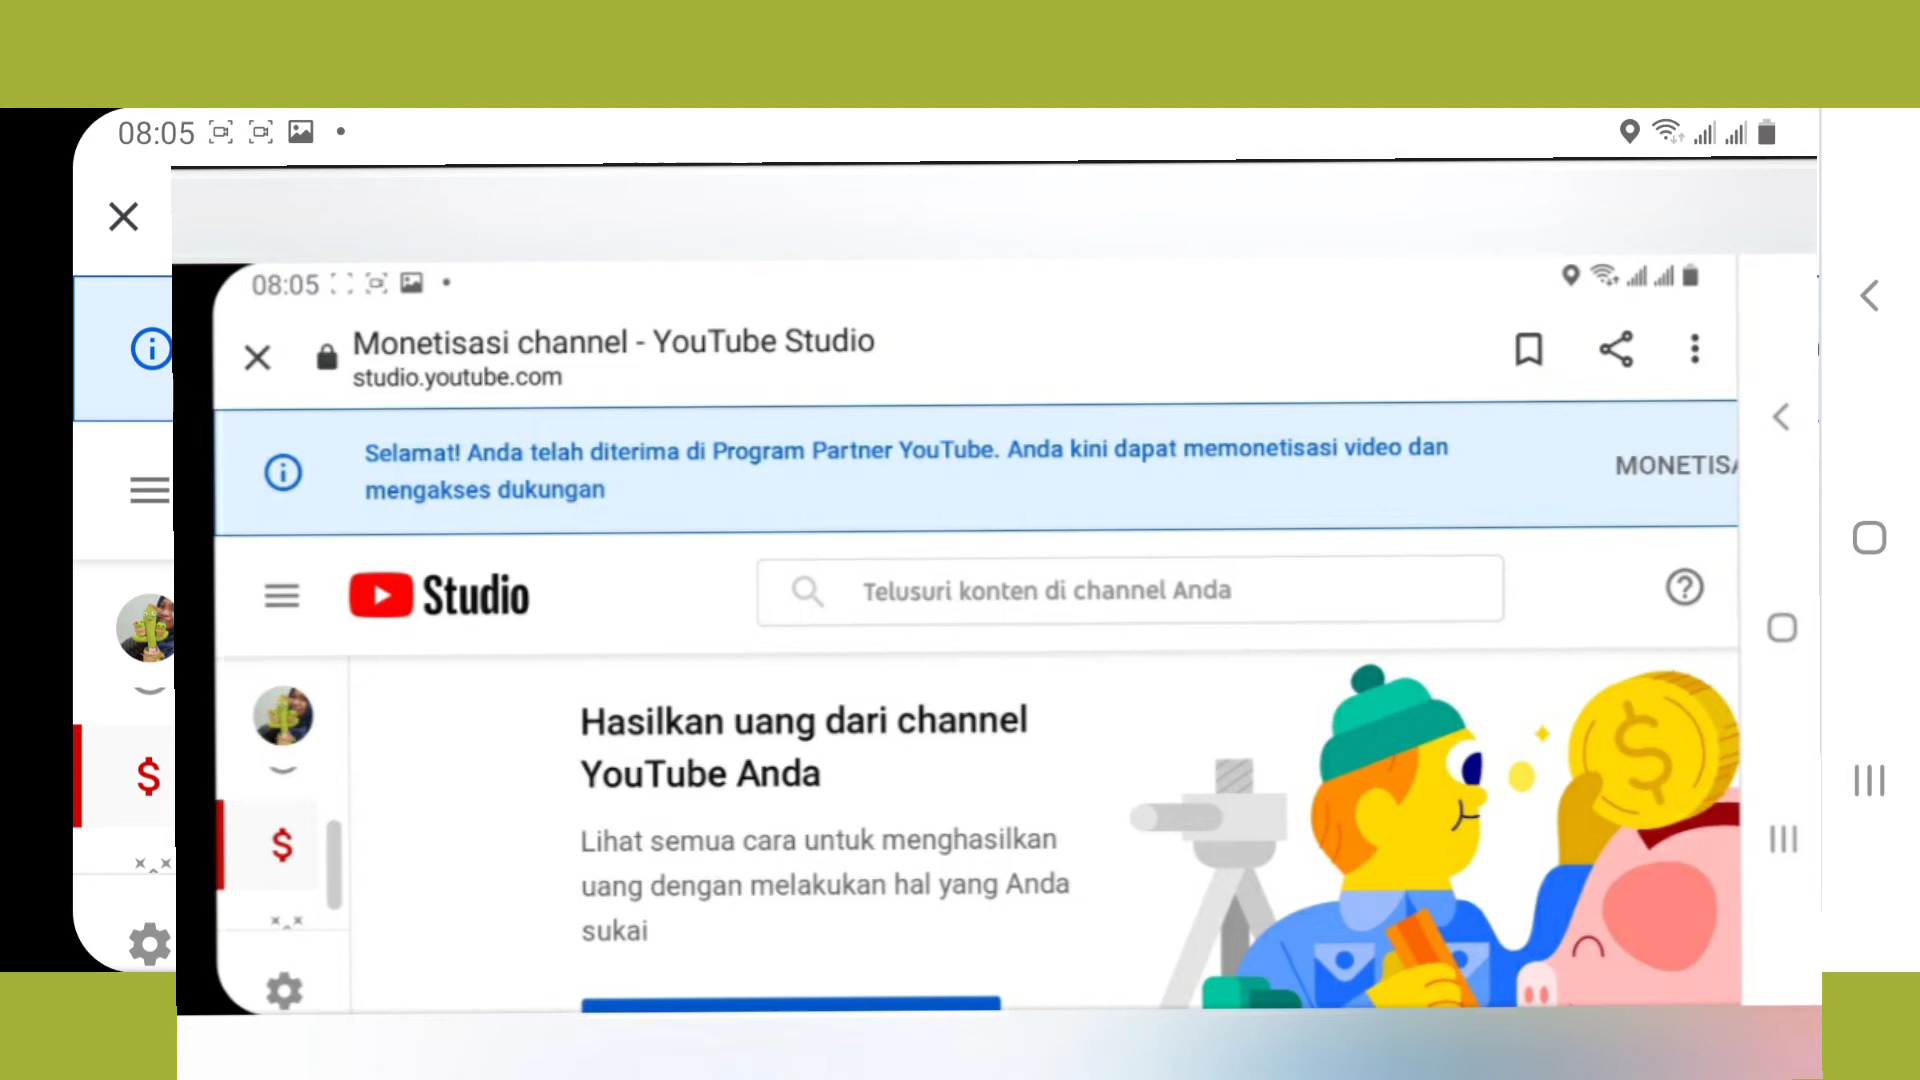 08:05
08:05
Monetisasi channel - YouTube Studio
studio.youtube.com
Selamat! Anda telah diterima di Program Partner YouTube. Anda kini dapat memonetisasi video dan
mengakses dukungan
Studio
Telusuri konten di channel Anda
Hasilkan uang dari channel
YouTube Anda
Lihat semua cara untuk menghasilkan
uang dengan melakukan hal yang Anda
sukai